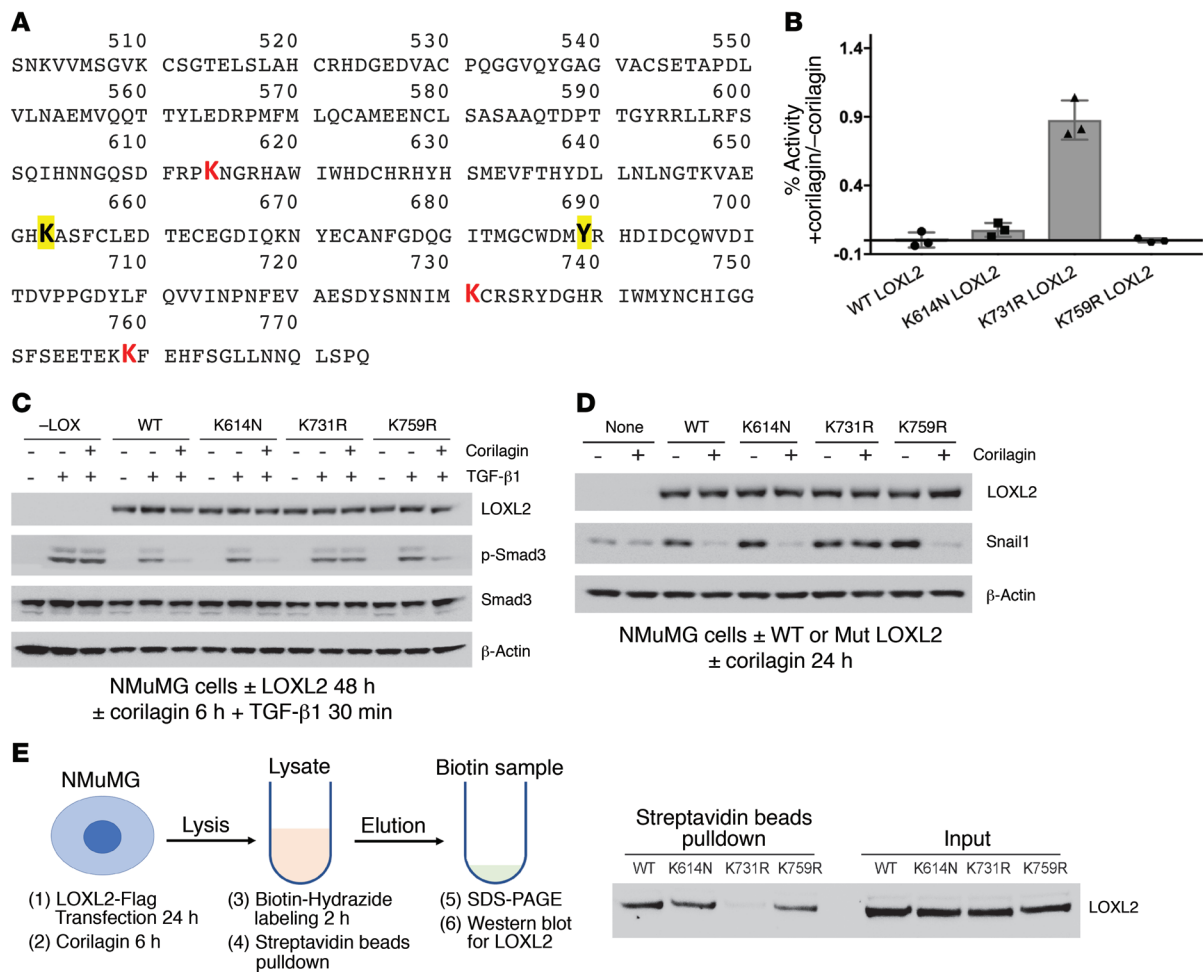 A
510 520 530 540 550
SNKVVMSGVK CSGTELSLAH CRHDGEDVAC PQGGVQYGAG VACSETAPDL
560 570 580 590 600
VLNAEMVQQT TYLEDRPMFM LQCAMEENCL SASAAQTDPT TGYRRLLRFS
610 620 630 640 650
SQIHNNGQSD FRPKNGRHAW IWHDCHRHYH SMEVFTHYDL LNLNGTKVAE
660 670 680 690 700
GHKASFCLED TECEGDIQKN YECANFGDQG ITMGCWDMYR HDIDCQWVDI
710 720 730 740 750
TDVPPGDYLF QVVINPNFEV AESDYSNNIM KCRSRYDGHR IWMYNCHIGG
760 770
SFSEETEKKF EHFSGLLNNQ LSPQ
B
% Activity
+corilagin/–corilagin
1.4
0.9
0.4
-0.1
WT LOXL2
K614N LOXL2
K731R LOXL2
K759R LOXL2
C
–LOX WT K614N K731R K759R
- - + - - + - - + - - + - - + Corilagin
- + + - + + - + + - + + - + + TGF-β1
LOXL2
p-Smad3
Smad3
β-Actin
NMuMG cells ± LOXL2 48 h
± corilagin 6 h + TGF-β1 30 min
D
None WT K614N K731R K759R
- + - + - + - + - + Corilagin
LOXL2
Snail1
β-Actin
NMuMG cells ± WT or Mut LOXL2
± corilagin 24 h
E
NMuMG
Lysis
Lysate
Elution
Biotin sample
(1) LOXL2-Flag
Transfection 24 h
(2) Corilagin 6 h
(3) Biotin-Hydrazide
labeling 2 h
(4) Streptavidin beads
pulldown
(5) SDS-PAGE
(6) Western blot
for LOXL2
Streptavidin beads
pulldown
Input
WT K614N K731R K759R WT K614N K731R K759R
LOXL2